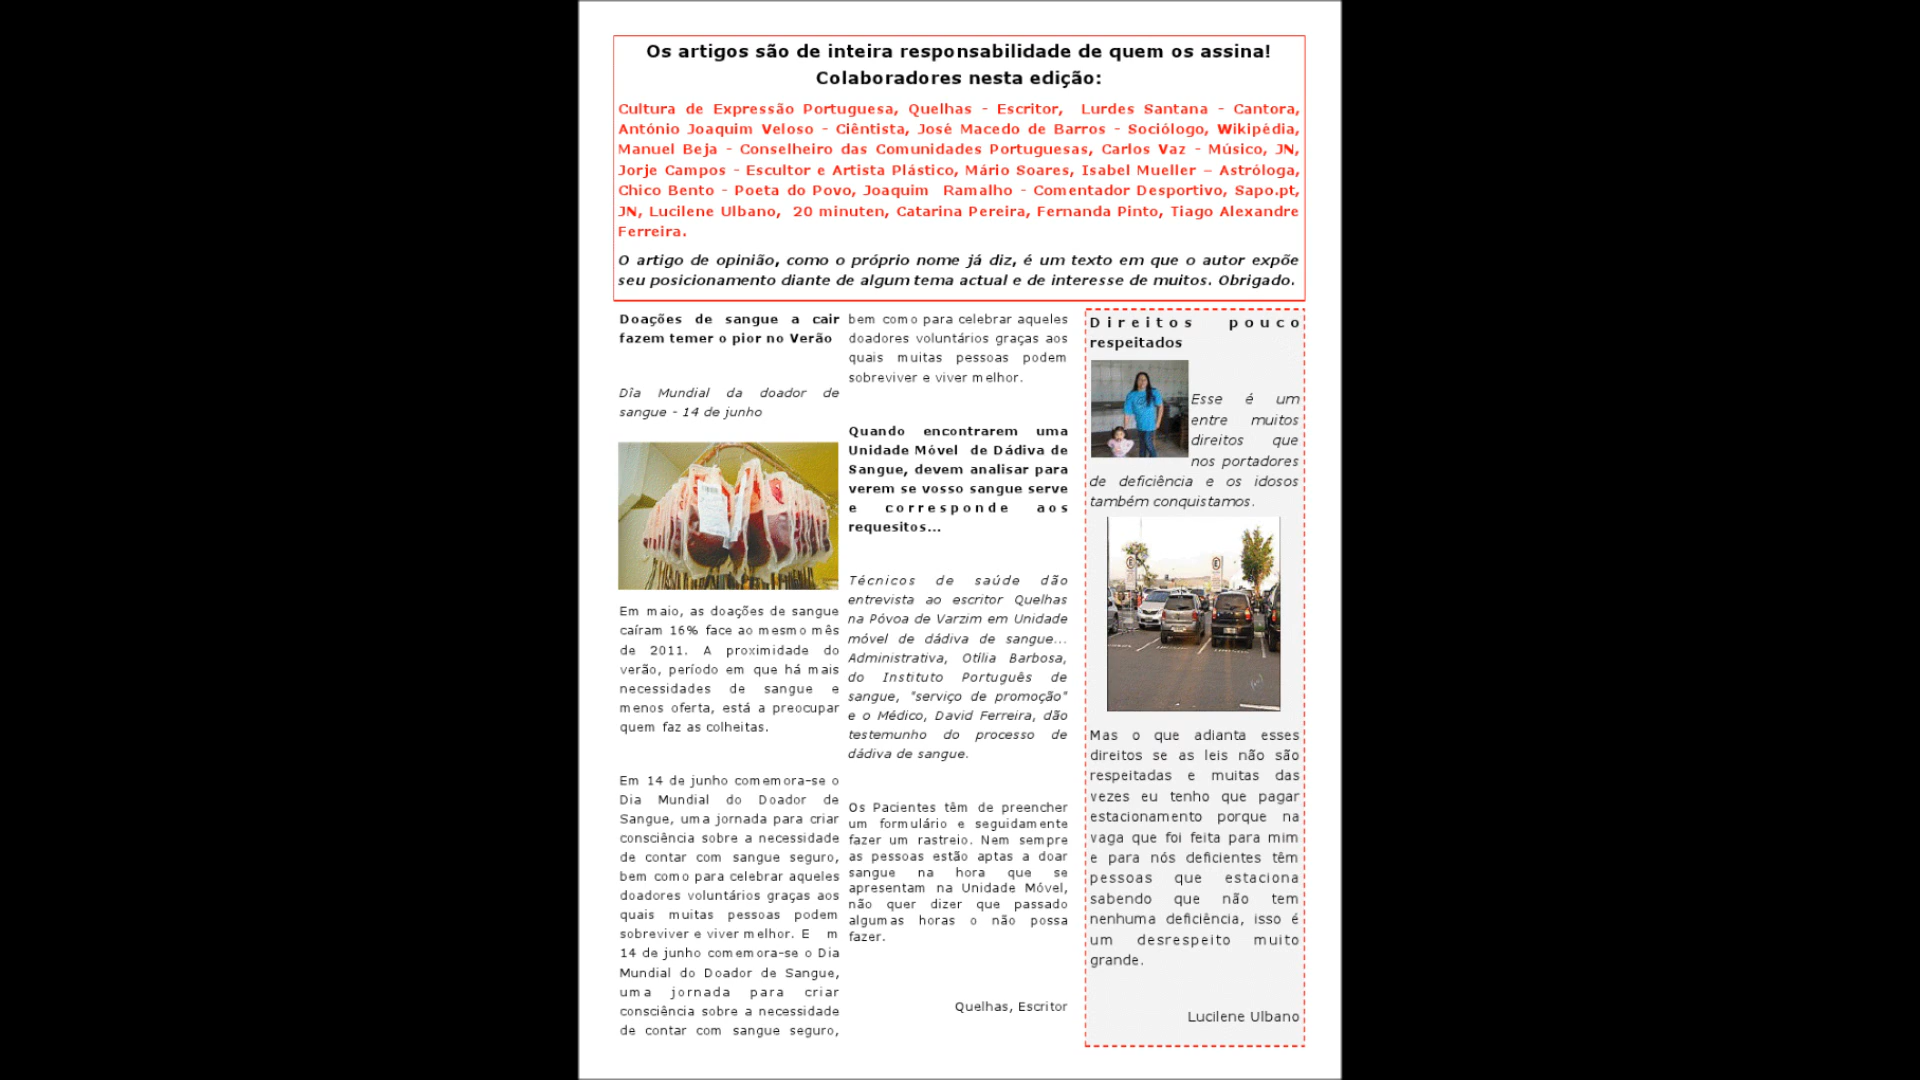 Os artigos são de inteira responsabilidade de quem os assina!
Colaboradores nesta edição:
Cultura de Expressão Portuguesa, Quelhas - Escritor, Lurdes Santana - Cantora,
António Joaquim Veloso - Ciêntista, José Macedo de Barros - Sociólogo, Wikipédia,
Manuel Beja - Conselheiro das Comunidades Portuguesas, Carlos Vaz - Músico, JN,
Jorje Campos - Escultor e Artista Plástico, Mário Soares, Isabel Mueller – Astróloga,
Chico Bento - Poeta do Povo, Joaquim Ramalho - Comentador Desportivo, Sapo.pt,
JN, Lucilene Ulbano, 20 minuten, Catarina Pereira, Fernanda Pinto, Tiago Alexandre
Ferreira.
O artigo de opinião, como o próprio nome já diz, é um texto em que o autor expõe
seu posicionamento diante de algum tema actual e de interesse de muitos. Obrigado.
Doações de sangue a cair
fazem temer o pior no Verão
Dîa Mundial da doador de
sangue - 14 de junho
Em maio, as doações de sangue
caíram 16% face ao mesmo mês
de 2011. A proximidade do
verão, período em que há mais
necessidades de sangue e
menos oferta, está a preocupar
quem faz as colheitas.
Em 14 de junho comemora-se o
Dia Mundial do Doador de
Sangue, uma jornada para criar
consciência sobre a necessidade
de contar com sangue seguro,
bem como para celebrar aqueles
doadores voluntários graças aos
quais muitas pessoas podem
sobreviver e viver melhor. E m
14 de junho comemora-se o Dia
Mundial do Doador de Sangue,
uma jornada para criar
consciência sobre a necessidade
de contar com sangue seguro,
bem como para celebrar aqueles
doadores voluntários graças aos
quais muitas pessoas podem
sobreviver e viver melhor.
Quando encontrarem uma
Unidade Móvel de Dádiva de
Sangue, devem analisar para
verem se vosso sangue serve
e corresponde aos
requesitos...
Técnicos de saúde dão
entrevista ao escritor Quelhas
na Póvoa de Varzim em Unidade
móvel de dádiva de sangue...
Administrativa, Otília Barbosa,
do Instituto Português de
sangue, "serviço de promoção"
e o Médico, David Ferreira, dão
testemunho do processo de
dádiva de sangue.
Os Pacientes têm de preencher
um formulário e seguidamente
fazer um rastreio. Nem sempre
as pessoas estão aptas a doar
sangue na hora que se
apresentam na Unidade Móvel,
não quer dizer que passado
algumas horas o não possa
fazer.
Quelhas, Escritor
Direitos pouco
respeitados
Esse é um
entre muitos
direitos que
nos portadores
de deficiência e os idosos
também conquistamos.
Mas o que adianta esses
direitos se as leis não são
respeitadas e muitas das
vezes eu tenho que pagar
estacionamento porque na
vaga que foi feita para mim
e para nós deficientes têm
pessoas que estaciona
sabendo que não tem
nenhuma deficiência, isso é
um desrespeito muito
grande.
Lucilene Ulbano